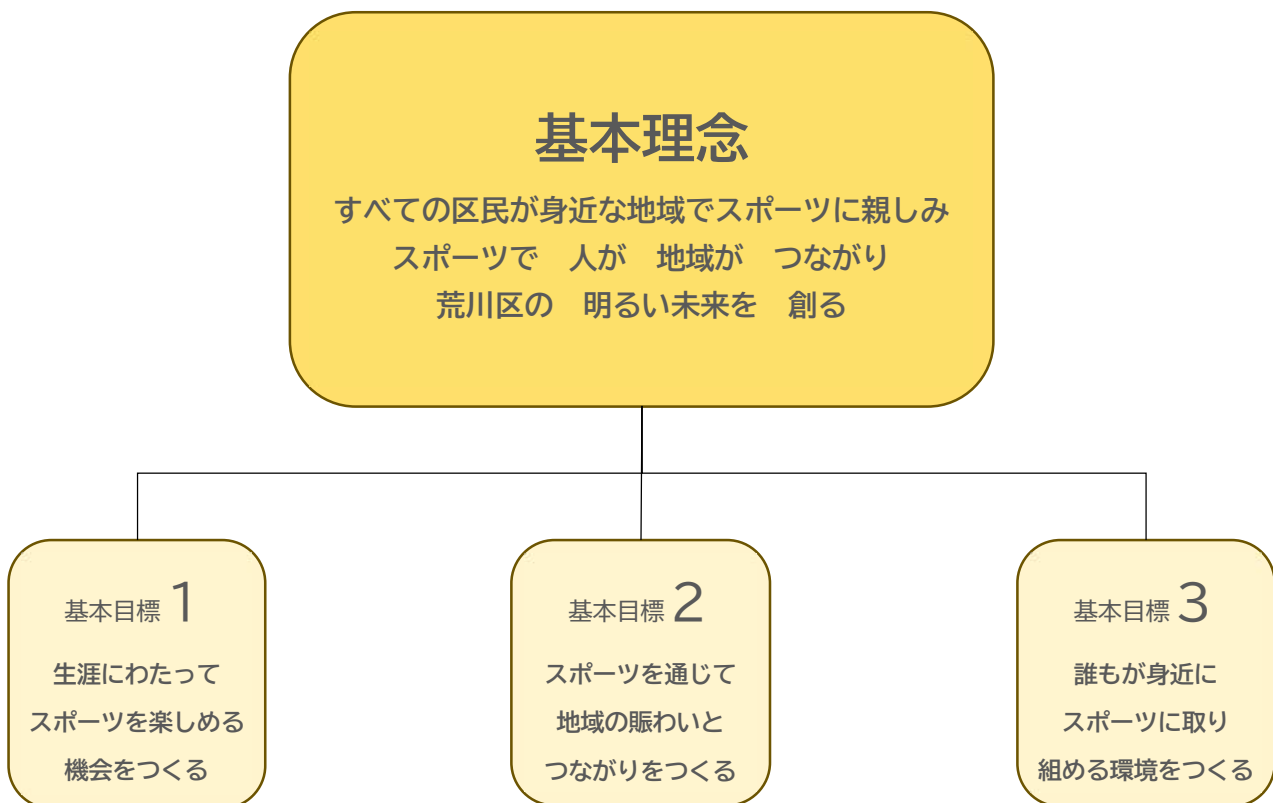 基本理念
すべての区民が身近な地域でスポーツに親しみ
スポーツで　人が　地域が　つながり
荒川区の　明るい未来を　創る
基本目標 1
生涯にわたって
スポーツを楽しめる
機会をつくる
基本目標 2
スポーツを通じて
地域の賑わいと
つながりをつくる
基本目標 3
誰もが身近に
スポーツに取り
組める環境をつくる